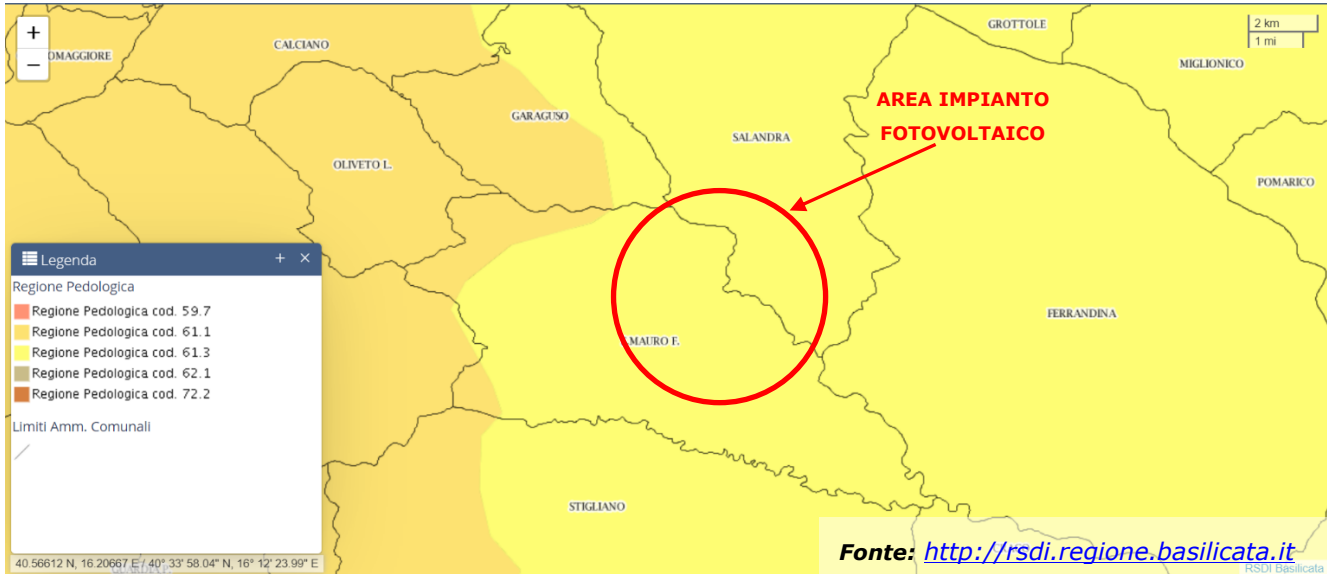 +
−
OMAGGIORE
CALCIANO
GROTTOLE
2 km
1 mi
MIGLIONICO
AREA IMPIANTO
FOTOVOLTAICO
GARAGUSO
SALANDRA
OLIVETO L.
POMARICO
Legenda + ×
Regione Pedologica
Regione Pedologica cod. 59.7
Regione Pedologica cod. 61.1
Regione Pedologica cod. 61.3
Regione Pedologica cod. 62.1
Regione Pedologica cod. 72.2
Limiti Amm. Comunali
FERRANDINA
MAURO F.
STIGLIANO
Fonte: http://rsdi.regione.basilicata.it
40.56612 N, 16.20667 E / 40° 33' 58.04" N, 16° 12' 23.99" E
RSDI Basilicata